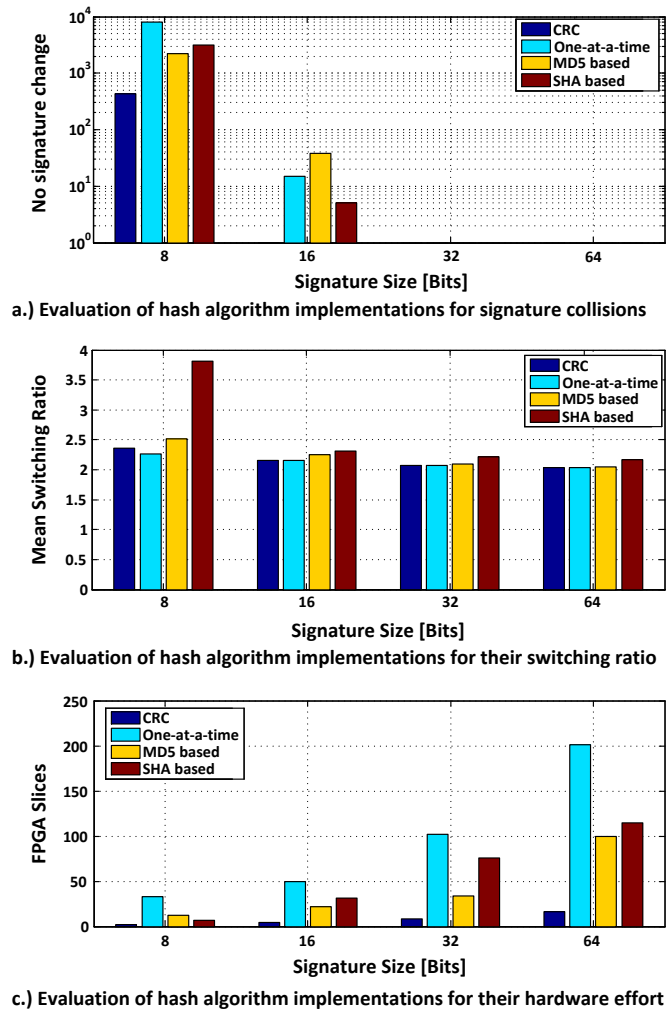 No signature change
10^4
10^3
10^2
10^1
10^0
CRC
One-at-a-time
MD5 based
SHA based
8 16 32 64
Signature Size [Bits]
a.) Evaluation of hash algorithm implementations for signature collisions
Mean Switching Ratio
4
3.5
3
2.5
2
1.5
1
0.5
0
CRC
One-at-a-time
MD5 based
SHA based
8 16 32 64
Signature Size [Bits]
b.) Evaluation of hash algorithm implementations for their switching ratio
FPGA Slices
250
200
150
100
50
0
CRC
One-at-a-time
MD5 based
SHA based
8 16 32 64
Signature Size [Bits]
c.) Evaluation of hash algorithm implementations for their hardware effort